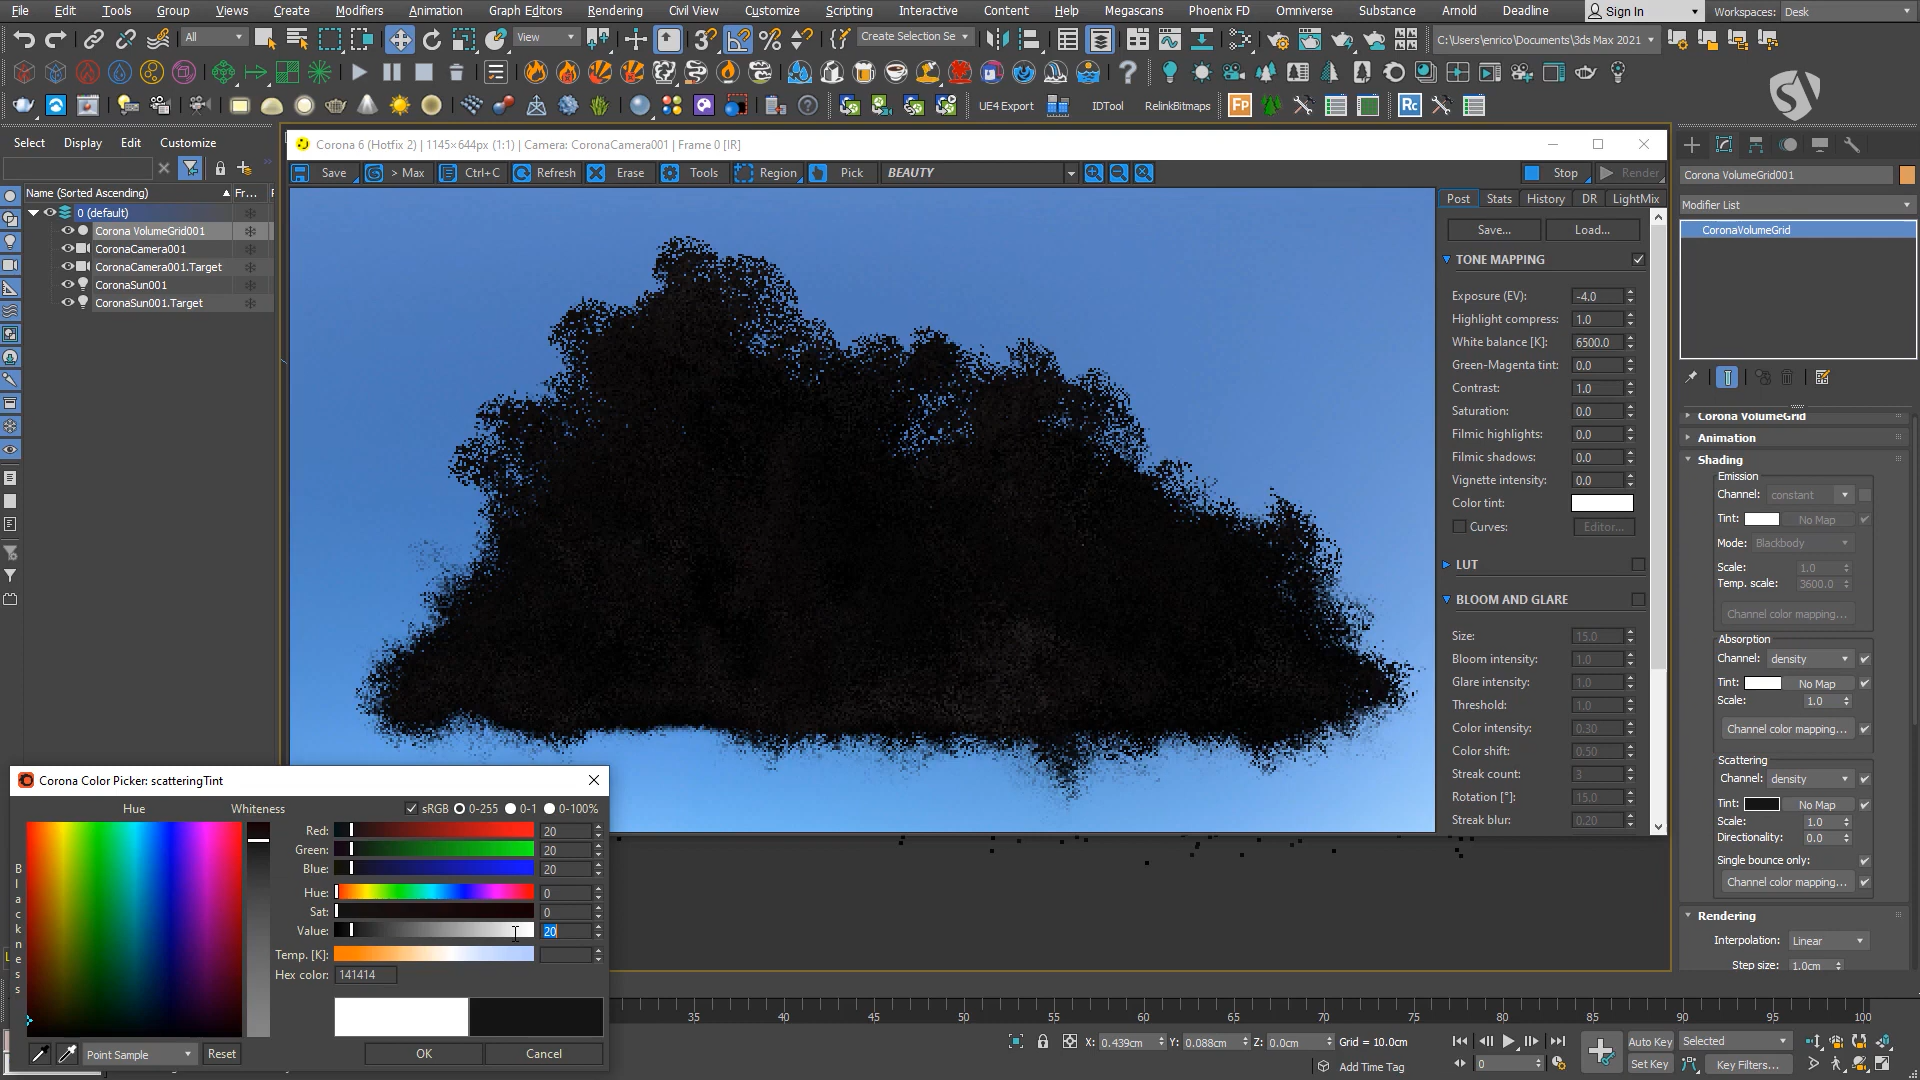 File Edit Tools Group Views Create Modifiers Animation Graph Editors Rendering Civil View Customize Scripting Interactive Content Help Megascans Phoenix FD Omniverse Substance Arnold Deadline Sign In Workspaces: Desk
All View Create Selection Se C:\Users\enrico\Documents\3ds Max 2021
UE4 Export IDTool RelinkBitmaps Fp Rc
Select Display Edit Customize
Name (Sorted Ascending) Fr...
0 (default)
Corona VolumeGrid001
CoronaCamera001
CoronaCamera001.Target
CoronaSun001
CoronaSun001.Target
Corona 6 (Hotfix 2) | 1145×644px (1:1) | Camera: CoronaCamera001 | Frame 0 [IR]
Save > Max Ctrl+C Refresh Erase Tools Region Pick BEAUTY Stop Render
Post Stats History DR LightMix
Save... Load...
TONE MAPPING
Exposure (EV): -4.0
Highlight compress: 1.0
White balance [K]: 6500.0
Green-Magenta tint: 0.0
Contrast: 1.0
Saturation: 0.0
Filmic highlights: 0.0
Filmic shadows: 0.0
Vignette intensity: 0.0
Color tint:
Curves: Editor...
LUT
BLOOM AND GLARE
Size: 15.0
Bloom intensity: 1.0
Glare intensity: 1.0
Threshold: 1.0
Color intensity: 0.30
Color shift: 0.50
Streak count: 3
Rotation [°]: 15.0
Streak blur: 0.20
Corona VolumeGrid001
Modifier List
CoronaVolumeGrid
Corona VolumeGrid
Animation
Shading
Emission
Channel: constant
Tint: No Map
Mode: Blackbody
Scale: 1.0
Temp. scale: 3600.0
Channel color mapping...
Absorption
Channel: density
Tint: No Map
Scale: 1.0
Channel color mapping...
Scattering
Channel: density
Tint: No Map
Scale: 1.0
Directionality: 0.0
Single bounce only:
Channel color mapping...
Rendering
Interpolation: Linear
Step size: 1.0cm
Corona Color Picker: scatteringTint
Hue Whiteness sRGB 0-255 0-1 0-100%
Blackness
Red: 20
Green: 20
Blue: 20
Hue: 0
Sat: 0
Value: 20
Temp. [K]:
Hex color: 141414
Point Sample Reset OK Cancel
35 40 45 50 55 60 65 70 75 80 85 90 95 100
X: 0.439cm Y: 0.088cm Z: 0.0cm Grid = 10.0cm
Add Time Tag
0
Auto Key Selected
Set Key Key Filters...